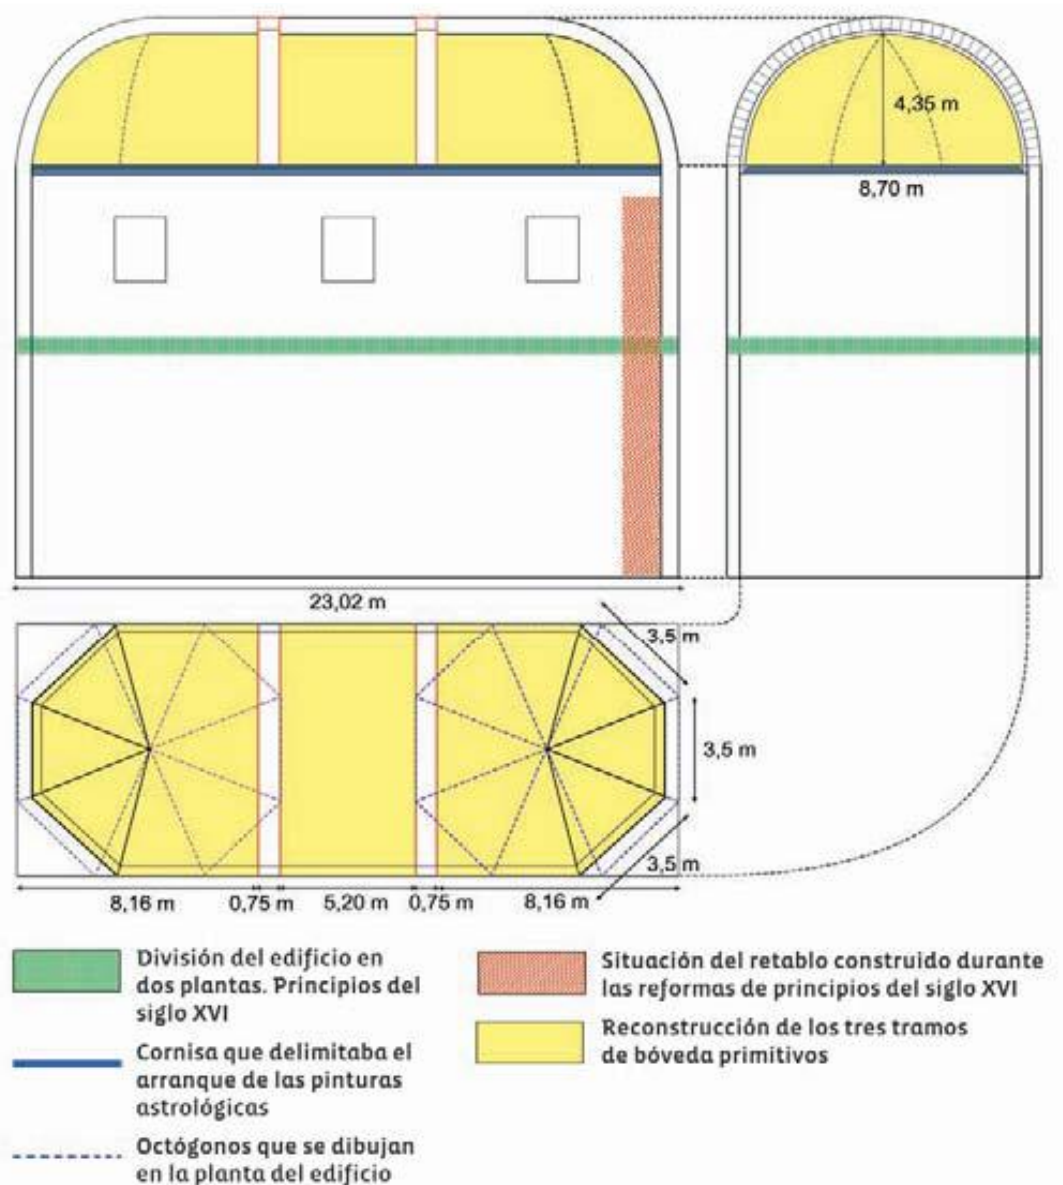 4,35 m
8,70 m
23,02 m
3,5 m
3,5 m
3,5 m
8,16 m
0,75 m
5,20 m
0,75 m
8,16 m
División del edificio en
dos plantas. Principios del
siglo XVI
Cornisa que delimitaba el
arranque de las pinturas
astrológicas
Octógonos que se dibujan
en la planta del edificio
Situación del retablo construido durante
las reformas de principios del siglo XVI
Reconstrucción de los tres tramos
de bóveda primitivos